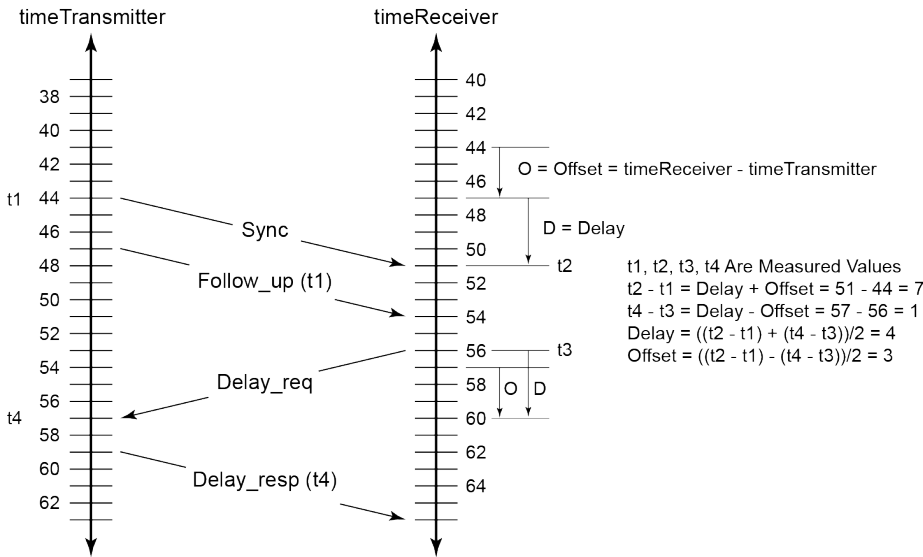 timeTransmitter
timeReceiver
38
40
42
t1 44
46
48
50
52
54
56
t4
58
60
62
40
42
44
46
48
50
52
54
56
58
60
62
64
O = Offset = timeReceiver - timeTransmitter
D = Delay
t2
t3
O D
Sync
Follow_up (t1)
Delay_req
Delay_resp (t4)
t1, t2, t3, t4 Are Measured Values
t2 - t1 = Delay + Offset = 51 - 44 = 7
t4 - t3 = Delay - Offset = 57 - 56 = 1
Delay = ((t2 - t1) + (t4 - t3))/2 = 4
Offset = ((t2 - t1) - (t4 - t3))/2 = 3